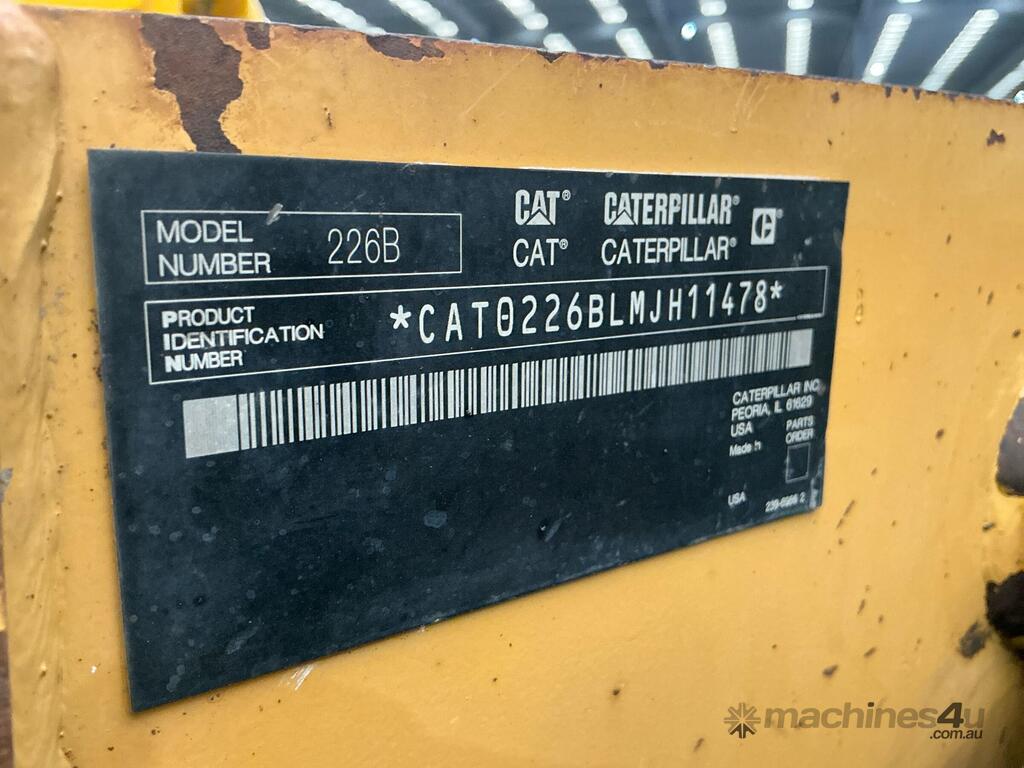 CAT® CATERPILLAR®
CAT® CATERPILLAR®
MODEL NUMBER 226B
PRODUCT IDENTIFICATION NUMBER *CAT0226BLMJH11478*
CATERPILLAR INC.
PEORIA, IL 61629
USA
PARTS ORDER
Made in
USA
machines4u
.com.au